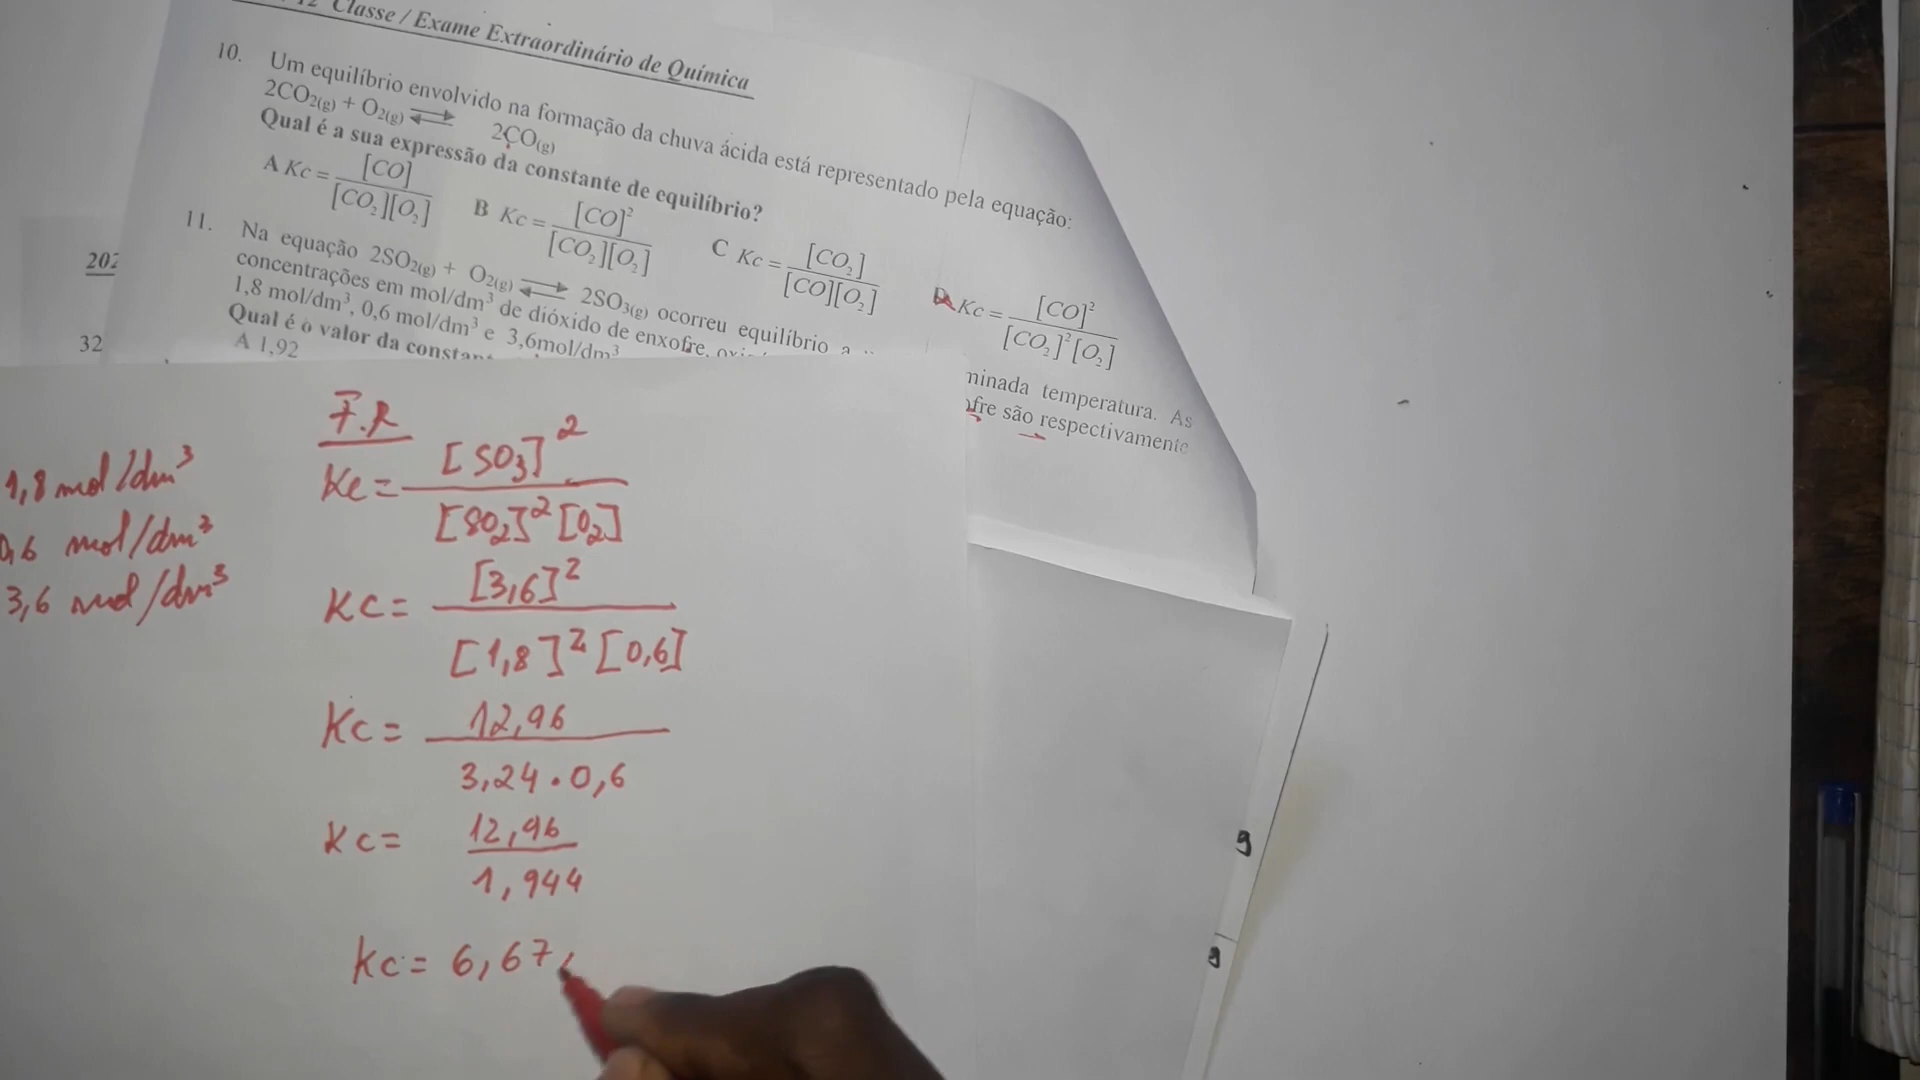 12ª Classe / Exame Extraordinário de Química
10. Um equilíbrio envolvido na formação da chuva ácida está representado pela equação:
2CO₂(g) + O₂(g) ⇌ 2CO(g)
Qual é a sua expressão da constante de equilíbrio?
A Kc = [CO] / [CO₂][O₂] B Kc = [CO]² / [CO₂][O₂] C Kc = [CO₂] / [CO][O₂] D Kc = [CO]² / [CO₂]²[O₂]
11. Na equação 2SO₂(g) + O₂(g) ⇌ 2SO₃(g) ocorreu equilíbrio a minada temperatura. As
concentrações em mol/dm³ de dióxido de enxofre, ofre são respectivamente
1,8 mol/dm³, 0,6 mol/dm³ e 3,6mol/dm³
Qual é o valor da constan
A 1,92
202
32
1,8 mol/dm³
0,6 mol/dm³
3,6 mol/dm³
F.R
Kc = [SO₃]² / [SO₂]² [O₂]
Kc = [3,6]² / [1,8]² [0,6]
Kc = 12,96 / 3,24 . 0,6
Kc = 12,96 / 1,944
Kc = 6,67
9
9